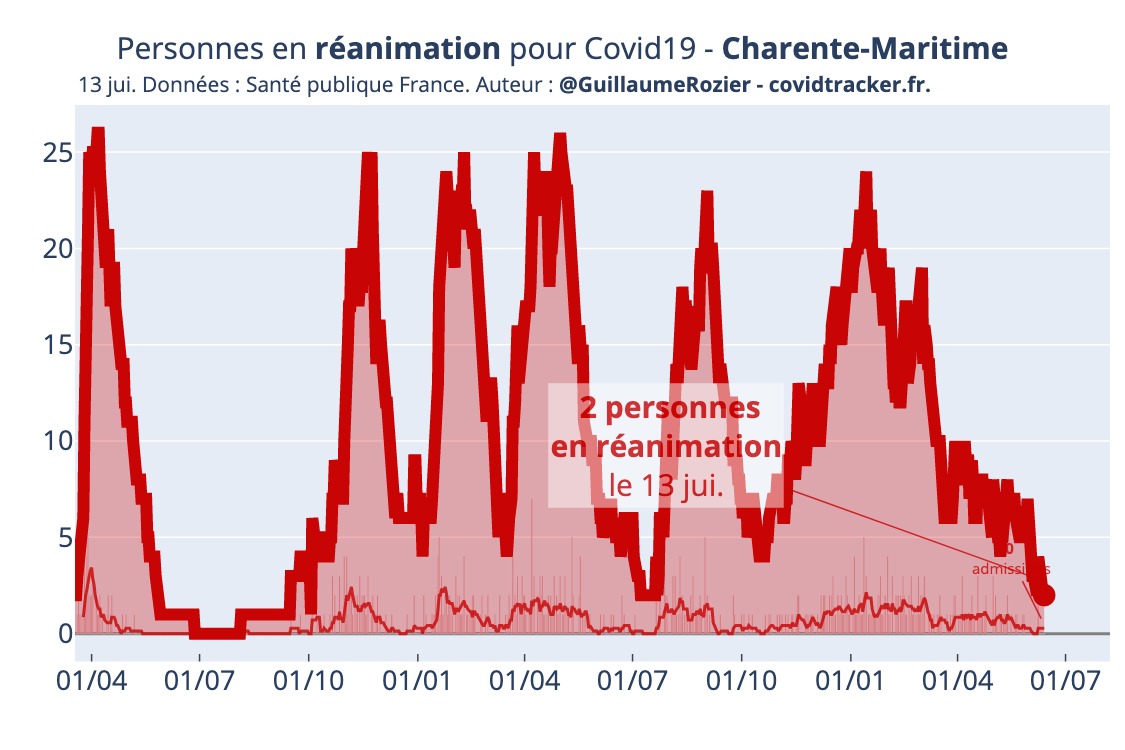 Personnes en réanimation pour Covid19 - Charente-Maritime
13 jui. Données : Santé publique France. Auteur : @GuillaumeRozier - covidtracker.fr.
25
20
15
10
5
0
2 personnes
en réanimation
le 13 jui.
0
admissions
01/04 01/07 01/10 01/01 01/04 01/07 01/10 01/01 01/04 01/07